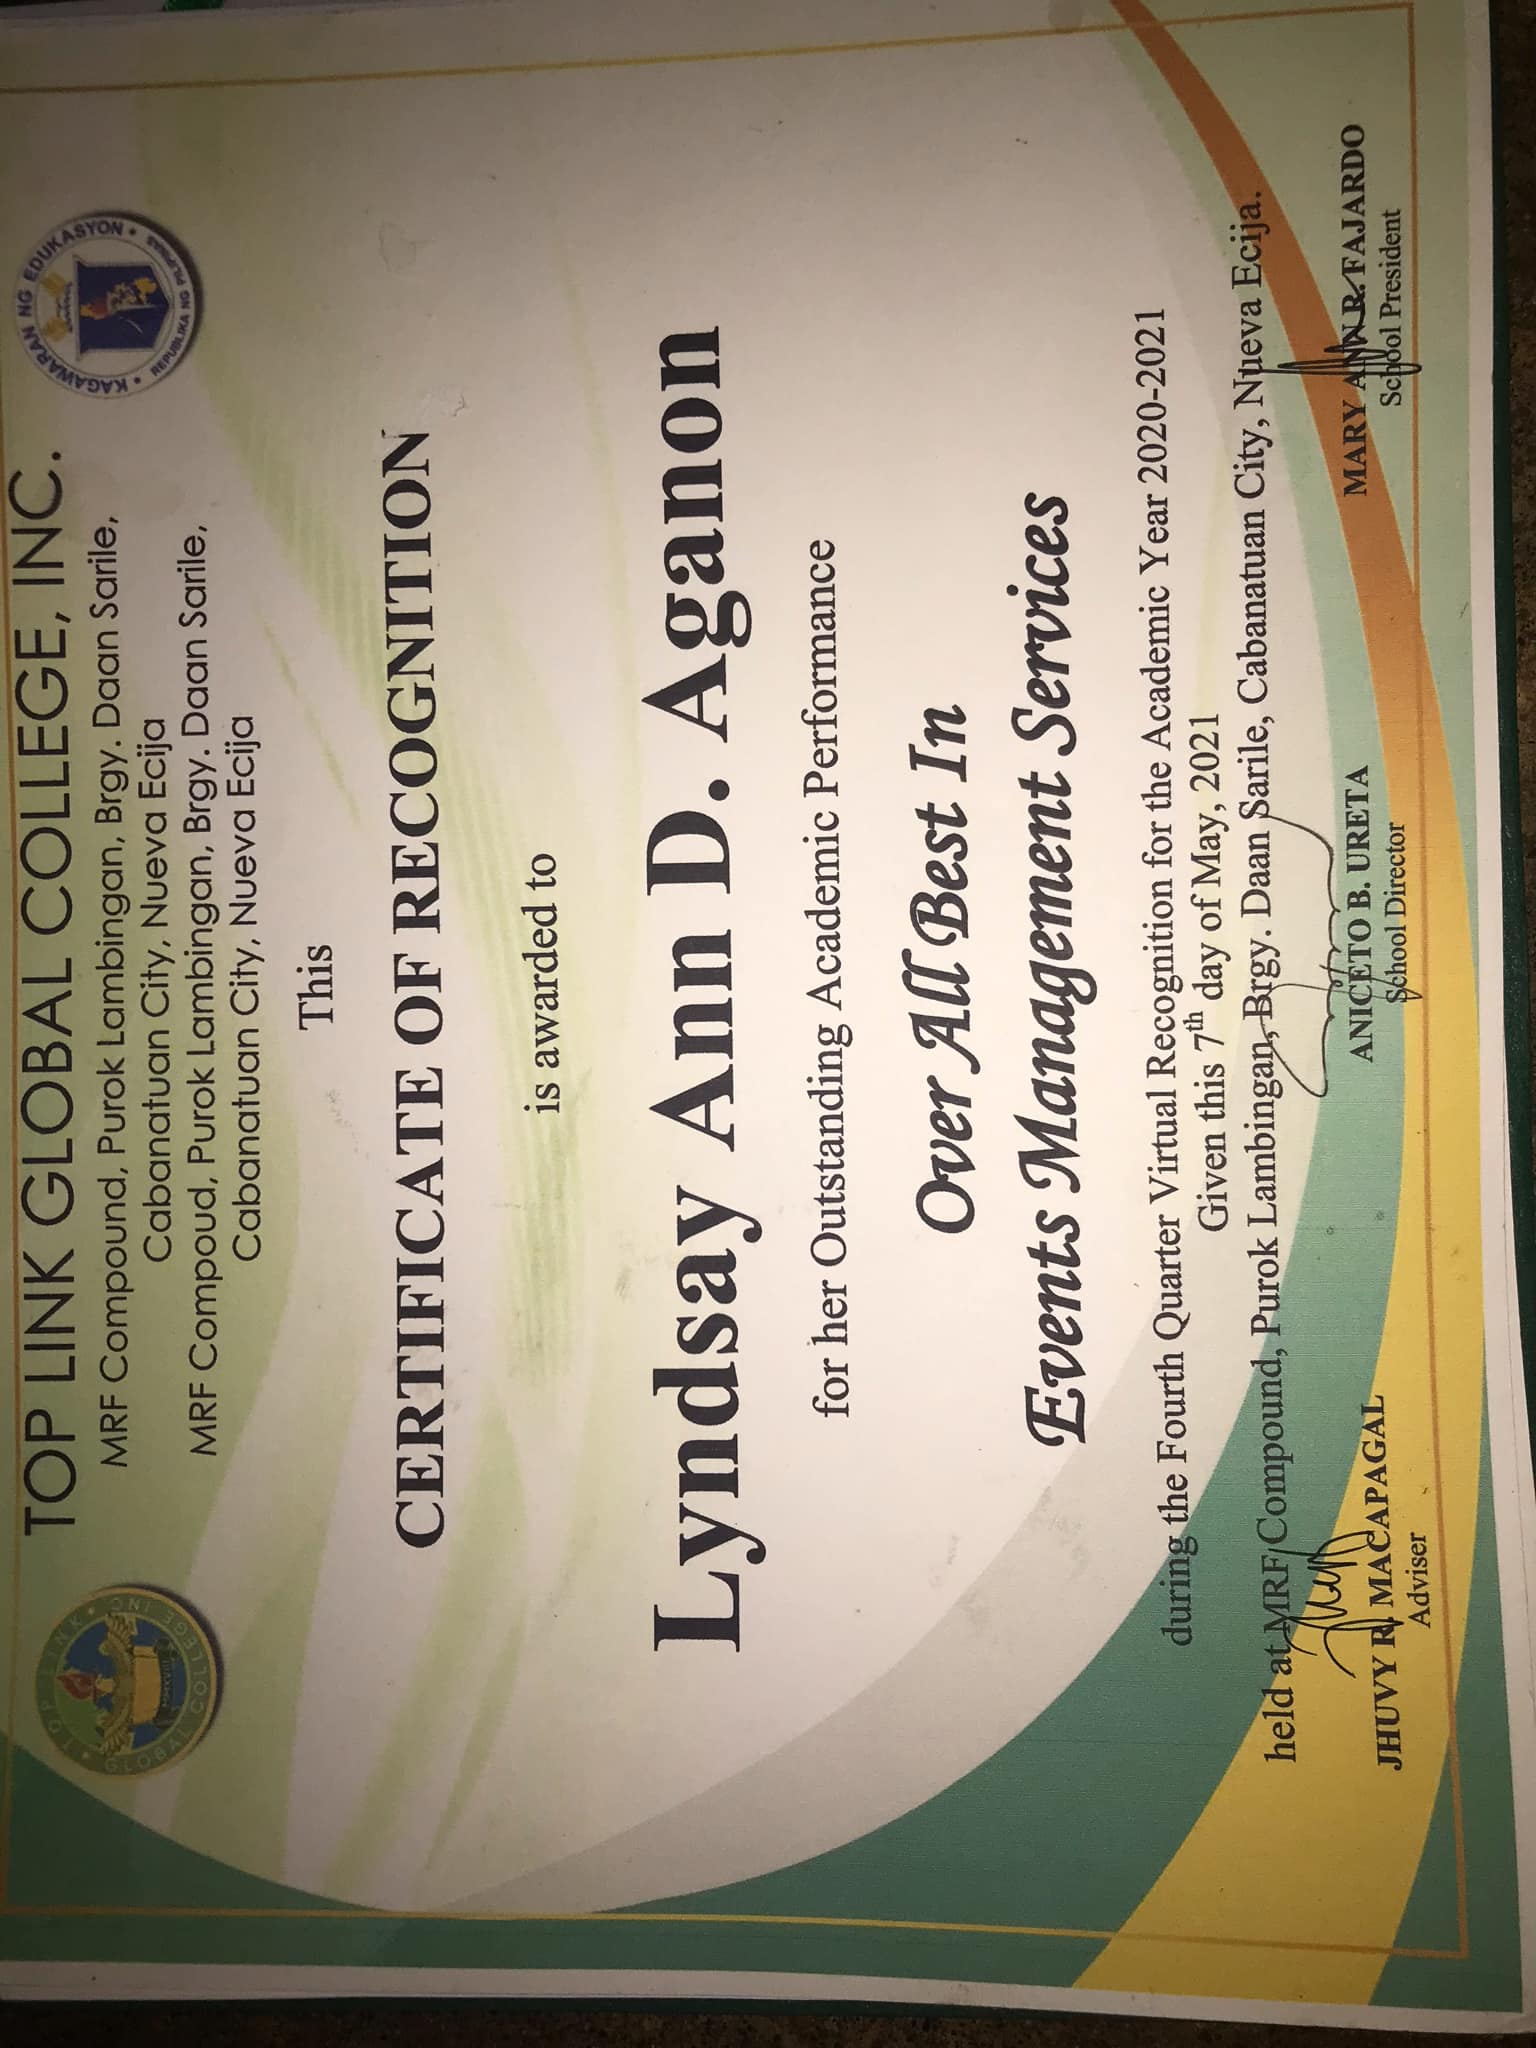 TOP LINK GLOBAL COLLEGE INC.
MMXVIII
KAGAWARAN NG EDUKASYON
REPUBLIKA NG PILIPINAS
TOP LINK GLOBAL COLLEGE, INC.
MRF Compound, Purok Lambingan, Brgy. Daan Sarile,
Cabanatuan City, Nueva Ecija
MRF Compoud, Purok Lambingan, Brgy. Daan Sarile,
Cabanatuan City, Nueva Ecija
This
CERTIFICATE OF RECOGNITION
is awarded to
Lyndsay Ann D. Aganon
for her Outstanding Academic Performance
Over All Best In
Events Management Services
during the Fourth Quarter Virtual Recognition for the Academic Year 2020-2021
Given this 7th day of May, 2021
held at MRF Compound, Purok Lambingan, Brgy. Daan Sarile, Cabanatuan City, Nueva Ecija.
JHUVY R. MACAPAGAL
Adviser
ANICETO B. URETA
School Director
MARY ANN R. FAJARDO
School President